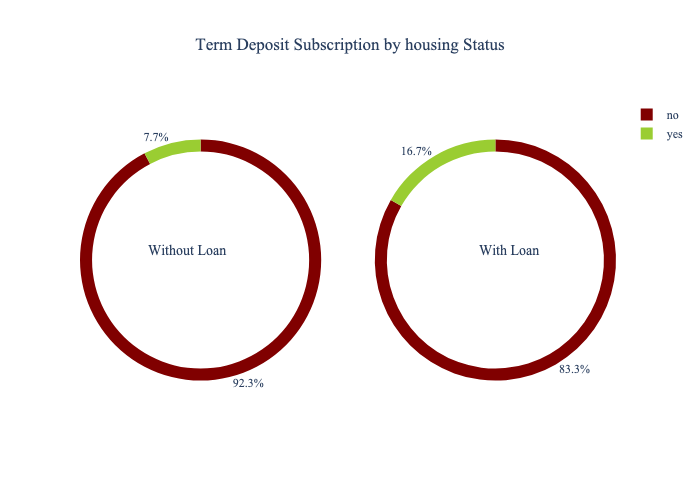 Term Deposit Subscription by housing Status
no
yes
7.7%
16.7%
Without Loan
With Loan
92.3%
83.3%